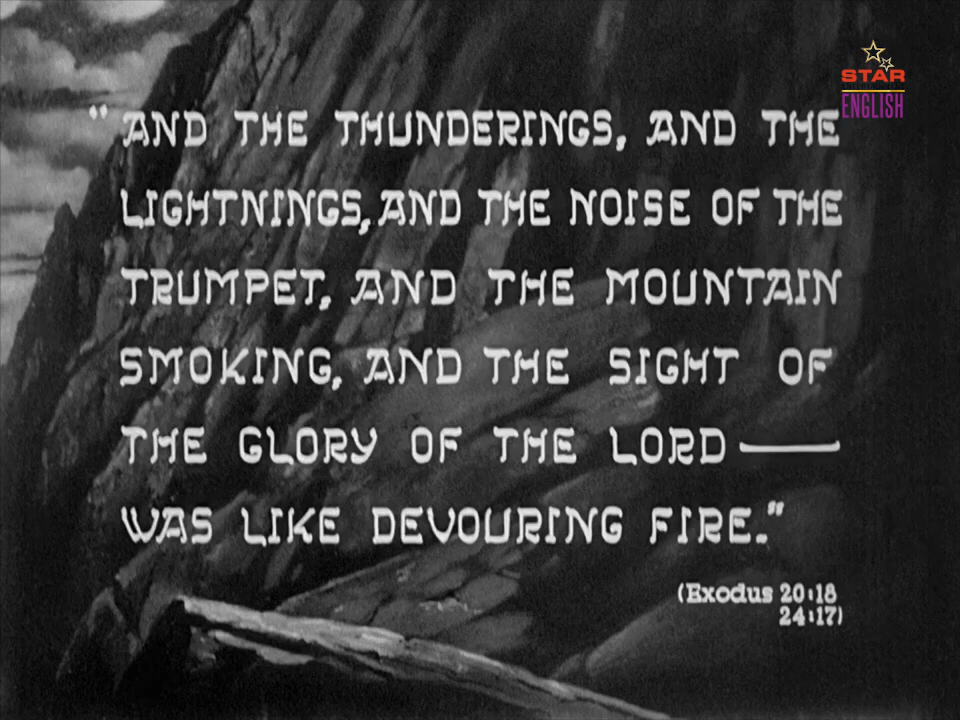 STAR
ENGLISH
"AND THE THUNDERINGS, AND THE
LIGHTNINGS, AND THE NOISE OF THE
TRUMPET, AND THE MOUNTAIN
SMOKING, AND THE SIGHT OF
THE GLORY OF THE LORD—
WAS LIKE DEVOURING FIRE."
(Exodus 20:18
24:17)